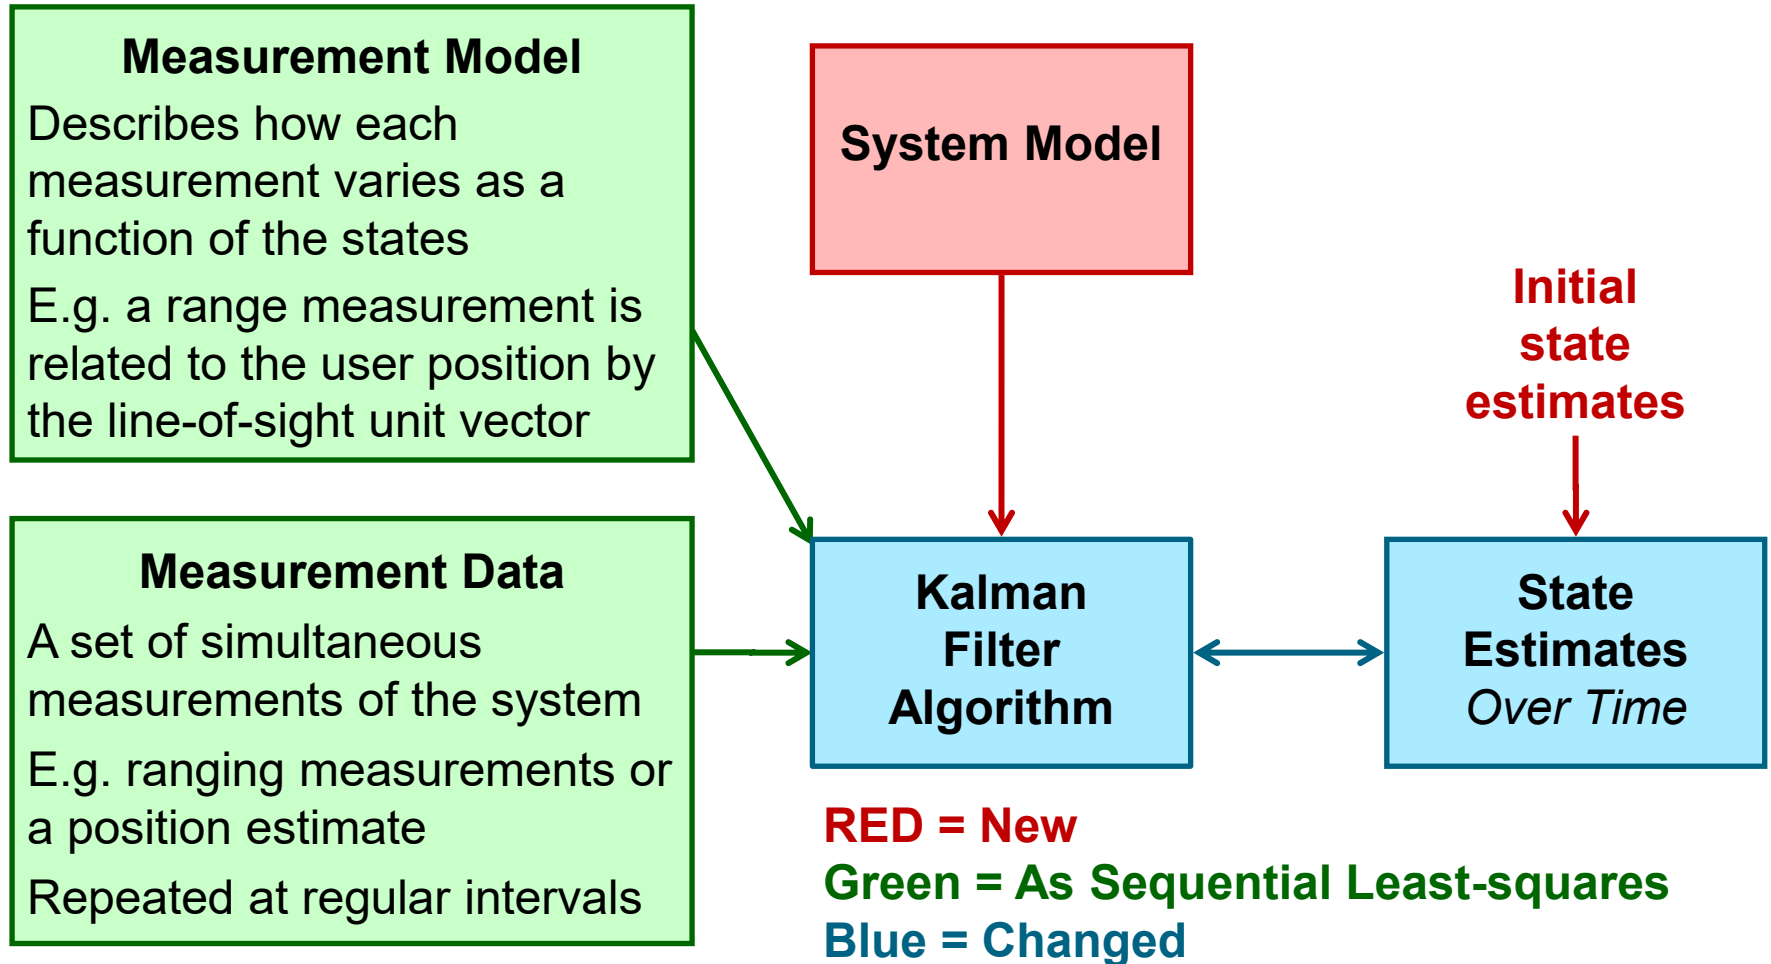 Measurement Model
Describes how each
measurement varies as a
function of the states
E.g. a range measurement is
related to the user position by
the line-of-sight unit vector
Measurement Data
A set of simultaneous
measurements of the system
E.g. ranging measurements or
a position estimate
Repeated at regular intervals
System Model
Kalman
Filter
Algorithm
Initial
state
estimates
State
Estimates
Over Time
RED = New
Green = As Sequential Least-squares
Blue = Changed